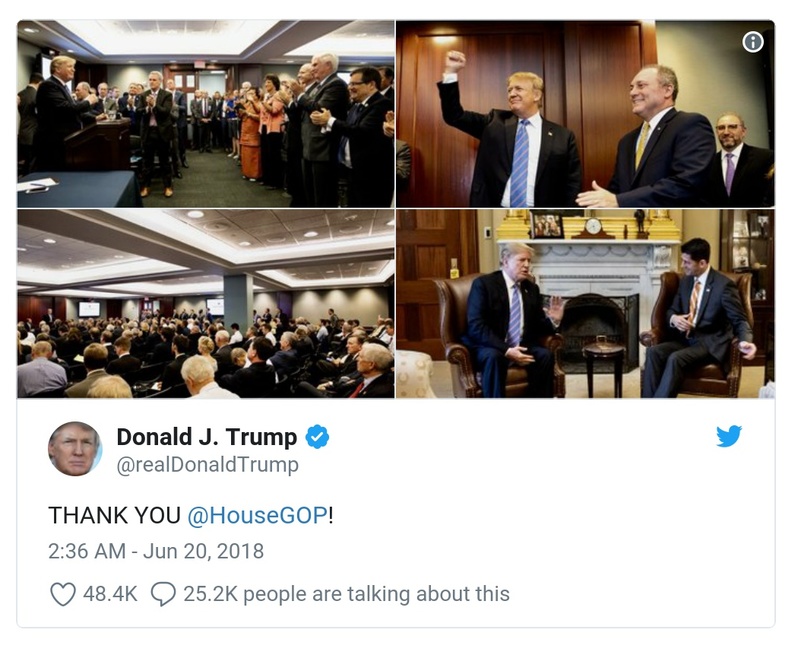 Donald J. Trump
@realDonaldTrump
THANK YOU @HouseGOP!
2:36 AM - Jun 20, 2018
48.4K 25.2K people are talking about this